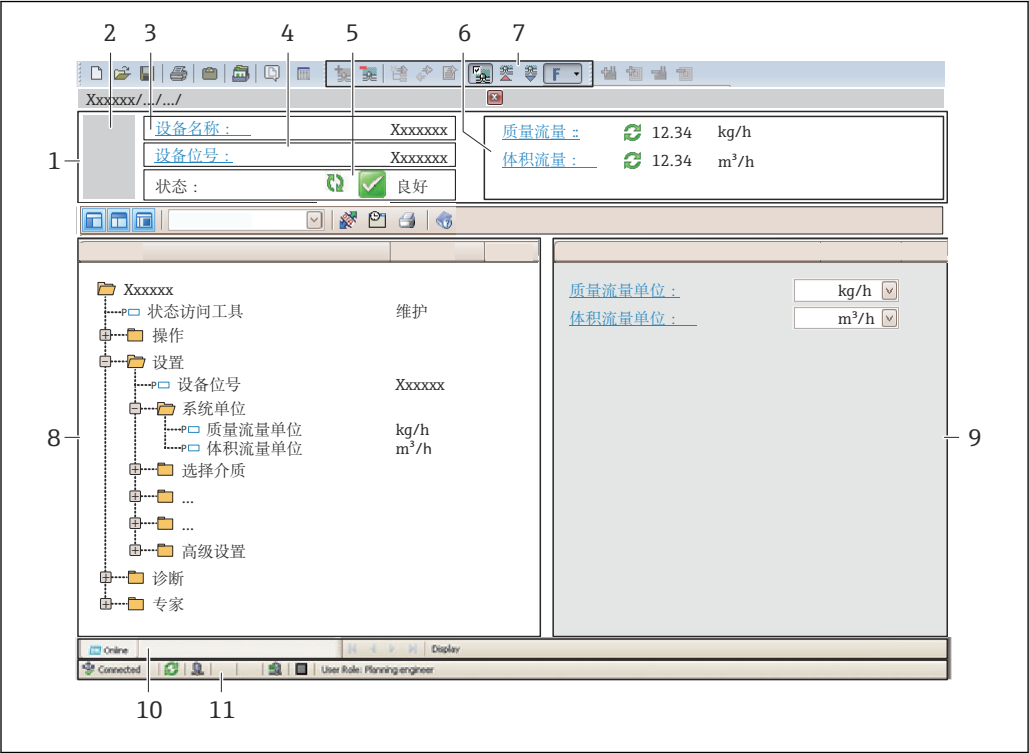 2 3 4 5 6 7
F
Xxxxxx/.../.../
设备名称： Xxxxxxx
质量流量 :: 12.34 kg/h
1
设备位号： Xxxxxxx
体积流量： 12.34 m³/h
状态： 良好
Xxxxxx
质量流量单位： kg/h
P 状态访问工具 维护
体积流量单位： m³/h
操作
设置
P 设备位号 Xxxxxx
系统单位
P 质量流量单位 kg/h
8
9
P 体积流量单位 m³/h
选择介质
...
...
高级设置
诊断
专家
Online Display
Connected User Role: Planning engineer
10 11